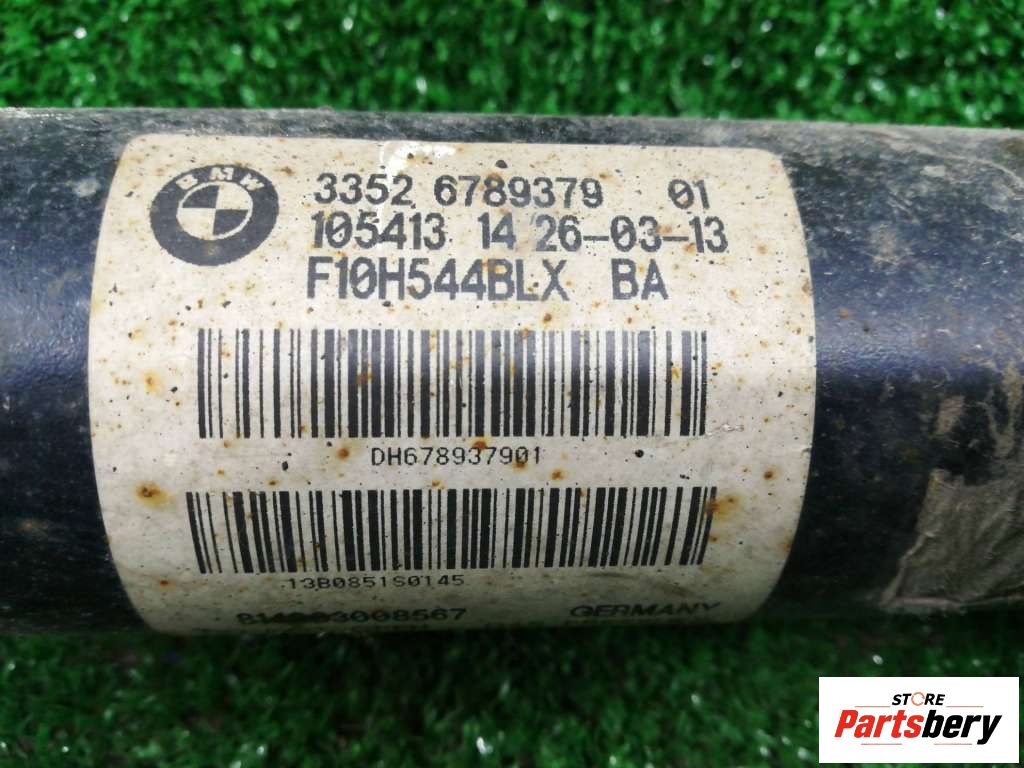 BMW
3352 6789379 01
105413 14 26-03-13
F10H544BLX BA
DH678937901
13B0851S0145
GERMANY
STORE
Partsbery